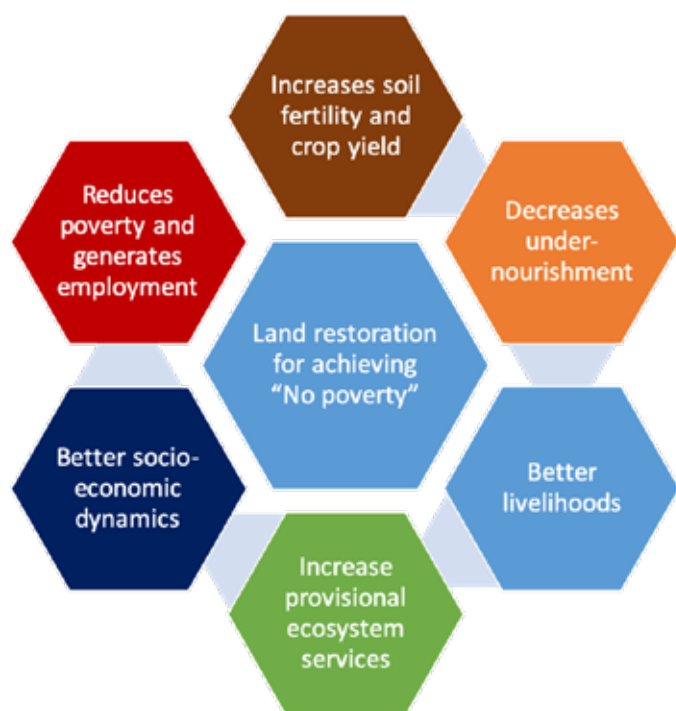 Increases soil
fertility and
crop yield
Decreases
under-
nourishment
Better
livelihoods
Increase
provisional
ecosystem
services
Better socio-
economic
dynamics
Reduces
poverty and
generates
employment
Land restoration
for achieving
“No poverty”